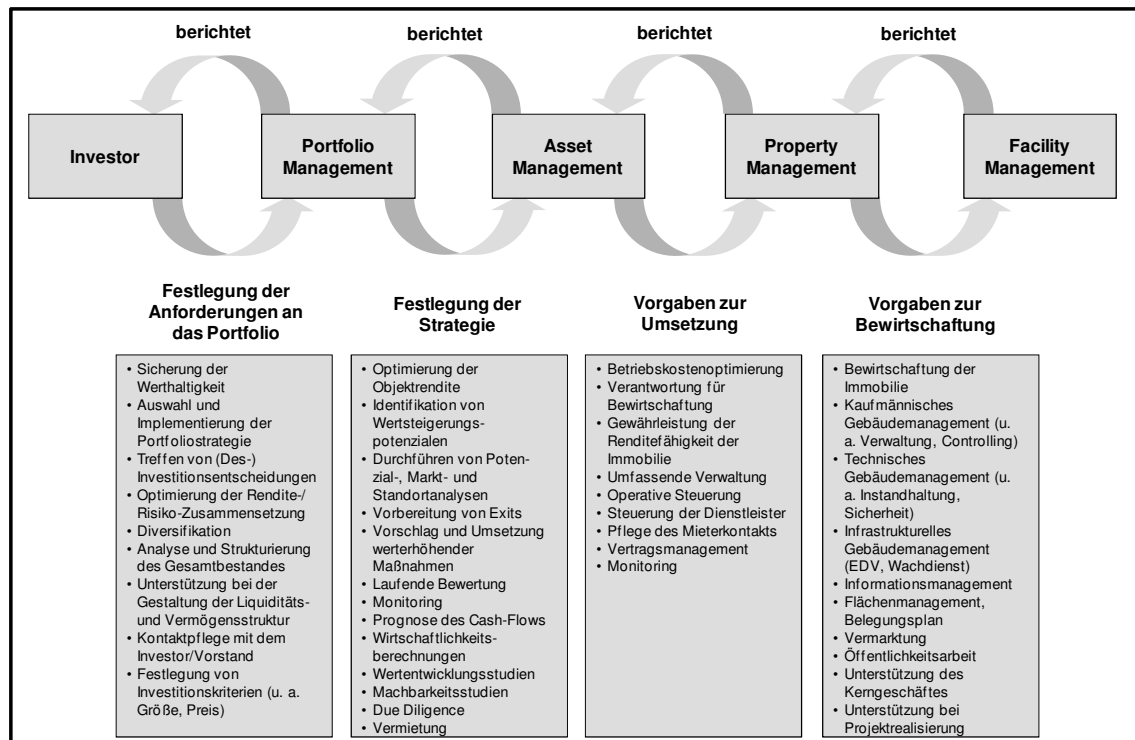 berichtet
berichtet
berichtet
berichtet
Investor
Portfolio
Management
Asset
Management
Property
Management
Facility
Management
Festlegung der
Anforderungen an
das Portfolio
Festlegung der
Strategie
Vorgaben zur
Umsetzung
Vorgaben zur
Bewirtschaftung
• Sicherung der
Werthaltigkeit
• Auswahl und
Implementierung der
Portfoliostrategie
• Treffen von (Des-)
Investitionsentscheidungen
• Optimierung der Rendite-/
Risiko-Zusammensetzung
• Diversifikation
• Analyse und Strukturierung
des Gesamtbestandes
• Unterstützung bei der
Gestaltung der Liquiditäts-
und Vermögensstruktur
• Kontaktpflege mit dem
Investor/Vorstand
• Festlegung von
Investitionskriterien (u. a.
Größe, Preis)
• Optimierung der
Objektrendite
• Identifikation von
Wertsteigerungs-
potenzialen
• Durchführen von Poten-
zial-, Markt- und
Standortanalysen
• Vorbereitung von Exits
• Vorschlag und Umsetzung
werterhöhender
Maßnahmen
• Laufende Bewertung
• Monitoring
• Prognose des Cash-Flows
• Wirtschaftlichkeits-
berechnungen
• Wertentwicklungsstudien
• Machbarkeitsstudien
• Due Diligence
• Vermietung
• Betriebskostenoptimierung
• Verantwortung für
Bewirtschaftung
• Gewährleistung der
Renditefähigkeit der
Immobilie
• Umfassende Verwaltung
• Operative Steuerung
• Steuerung der Dienstleister
• Pflege des Mieterkontakts
• Vertragsmanagement
• Monitoring
• Bewirtschaftung der
Immobilie
• Kaufmännisches
Gebäudemanagement (u.
a. Verwaltung, Controlling)
• Technisches
Gebäudemanagement (u.
a. Instandhaltung,
Sicherheit)
• Infrastrukturelles
Gebäudemanagement
(EDV, Wachdienst)
• Informationsmanagement
• Flächenmanagement,
Belegungsplan
• Vermarktung
• Öffentlichkeitsarbeit
• Unterstützung des
Kerngeschäftes
• Unterstützung bei
Projektrealisierung